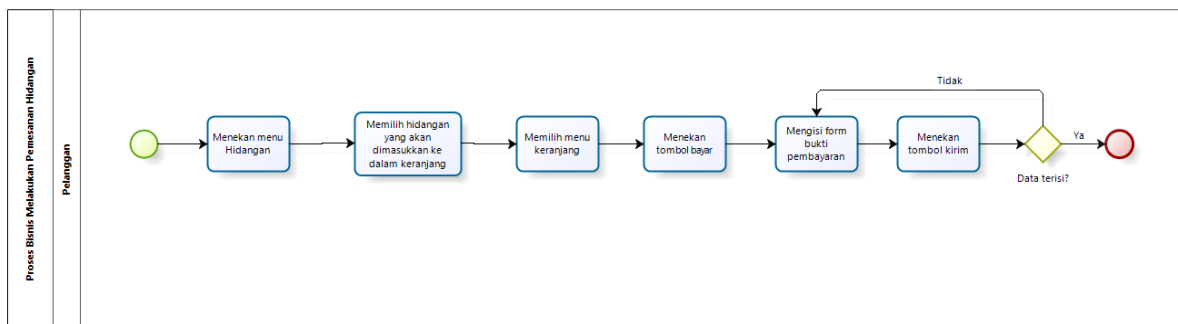 Proses Bisnis Melakukan Pemesanan Hidangan
Pelanggan
Menekan menu
Hidangan
Memilih hidangan
yang akan
dimasukkan ke
dalam keranjang
Memilih menu
keranjang
Menekan
tombol bayar
Mengisi form
bukti
pembayaran
Menekan
tombol kirim
Tidak
Data terisi?
Ya